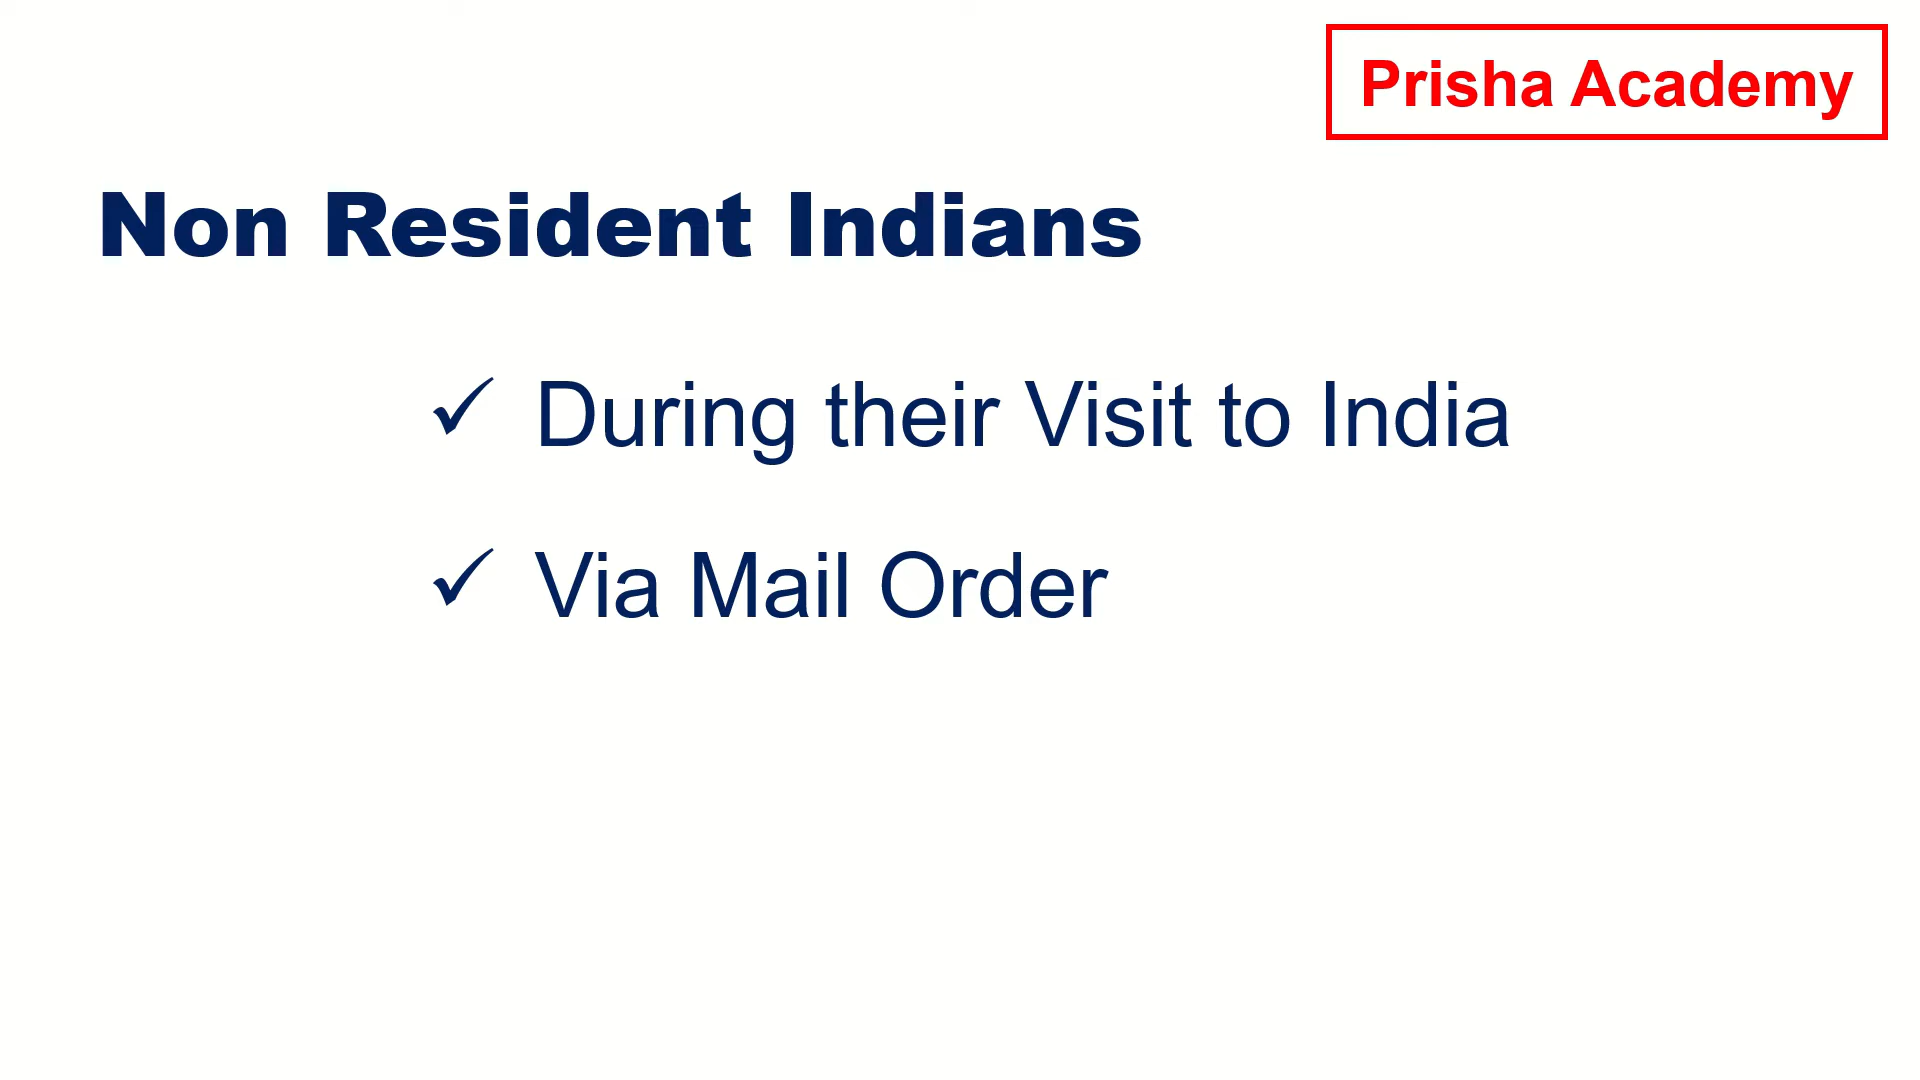 Prisha Academy
Non Resident Indians
✓ During their Visit to India
✓ Via Mail Order